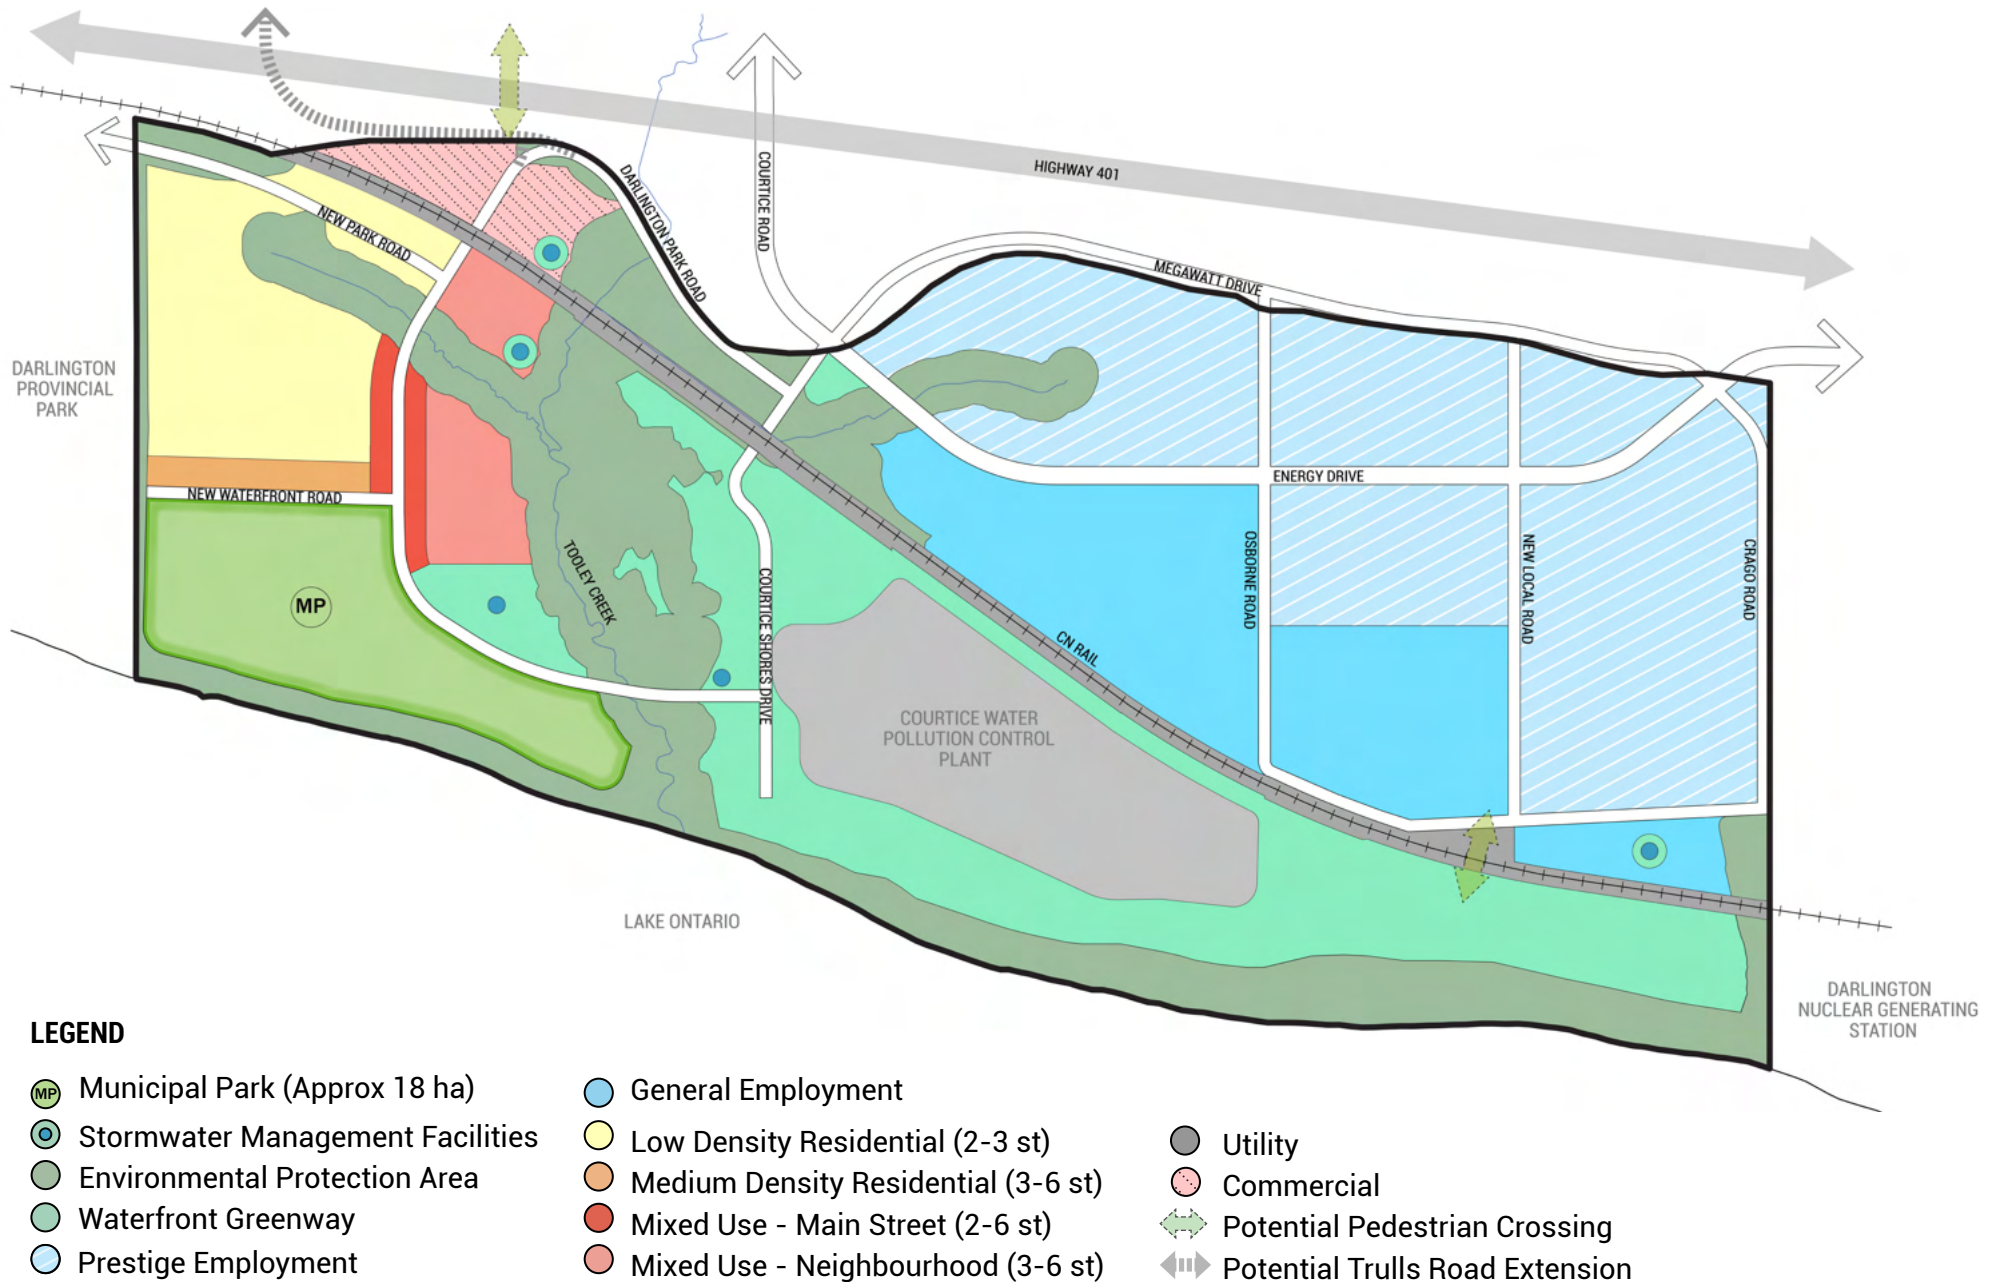 HIGHWAY 401
COURTICE ROAD
DARLINGTON PARK ROAD
NEW PARK ROAD
MEGAWATT DRIVE
DARLINGTON
PROVINCIAL
PARK
ENERGY DRIVE
NEW WATERFRONT ROAD
OSBORNE ROAD
NEW LOCAL ROAD
CRAGO ROAD
TOOLEY CREEK
COURTICE SHORES DRIVE
MP
CN RAIL
COURTICE WATER
POLLUTION CONTROL
PLANT
LAKE ONTARIO
DARLINGTON
NUCLEAR GENERATING
STATION
LEGEND
MP Municipal Park (Approx 18 ha)
Stormwater Management Facilities
Environmental Protection Area
Waterfront Greenway
Prestige Employment
General Employment
Low Density Residential (2-3 st)
Medium Density Residential (3-6 st)
Mixed Use - Main Street (2-6 st)
Mixed Use - Neighbourhood (3-6 st)
Utility
Commercial
Potential Pedestrian Crossing
Potential Trulls Road Extension